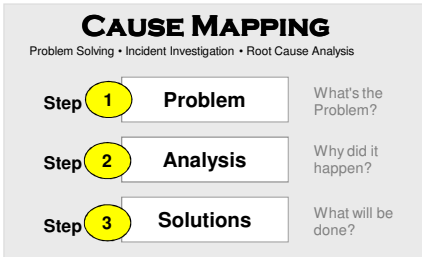 CAUSE MAPPING
Problem Solving • Incident Investigation • Root Cause Analysis
Step 1 Problem What's the Problem?
Step 2 Analysis Why did it happen?
Step 3 Solutions What will be done?